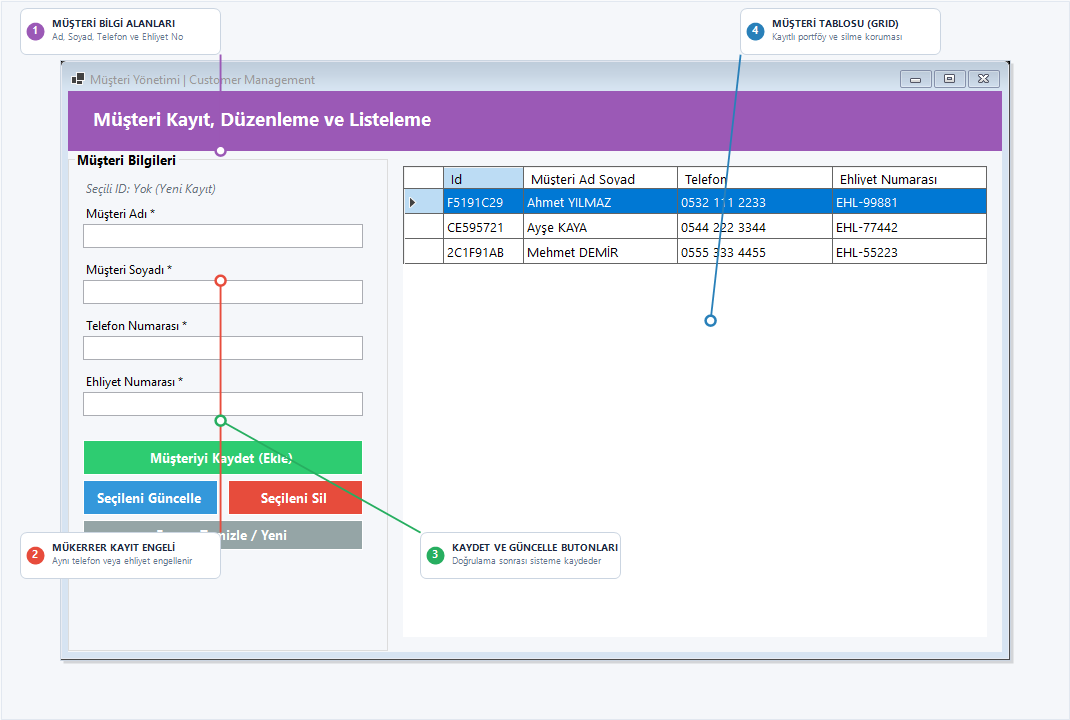 1 MÜŞTERİ BİLGİ ALANLARI
Ad, Soyad, Telefon ve Ehliyet No
4 MÜŞTERİ TABLOSU (GRID)
Kayıtlı portföy ve silme koruması
Müşteri Yönetimi | Customer Management
Müşteri Kayıt, Düzenleme ve Listeleme
Müşteri Bilgileri
Seçili ID: Yok (Yeni Kayıt)
Müşteri Adı *
Müşteri Soyadı *
Telefon Numarası *
Ehliyet Numarası *
Müşteriyi Kaydet (Ekle)
Seçileni Güncelle Seçileni Sil
Temizle / Yeni
Id Müşteri Ad Soyad Telefon Ehliyet Numarası
F5191C29 Ahmet YILMAZ 0532 111 2233 EHL-99881
CE595721 Ayşe KAYA 0544 222 3344 EHL-77442
2C1F91AB Mehmet DEMİR 0555 333 4455 EHL-55223
2 MÜKERRER KAYIT ENGELİ
Aynı telefon veya ehliyet engellenir
3 KAYDET VE GÜNCELLE BUTONLARI
Doğrulama sonrası sisteme kaydeder